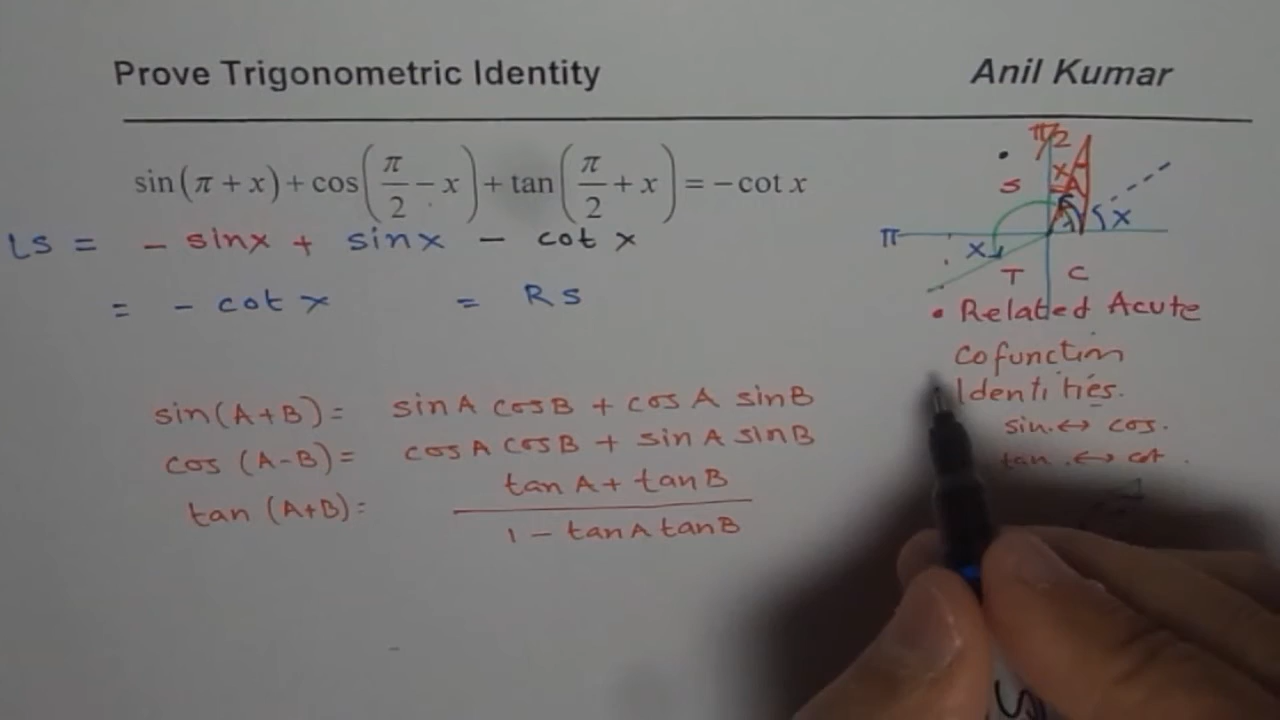 Prove Trigonometric Identity
Anil Kumar
sin(π + x) + cos(π/2 − x) + tan(π/2 + x) = −cot x
LS = − sinx + sinx − cot x
= − cot x = RS
sin(A+B)= sinA cosB + cosA sinB
cos (A-B)= cosA cosB + sinA sinB
tan (A+B)= tanA + tanB
1 − tanA tanB
π/2
S
x
A
x
π
x
T C
• Related Acute
Cofunction
Identities.
sin ↔ cos.
tan ↔ cot